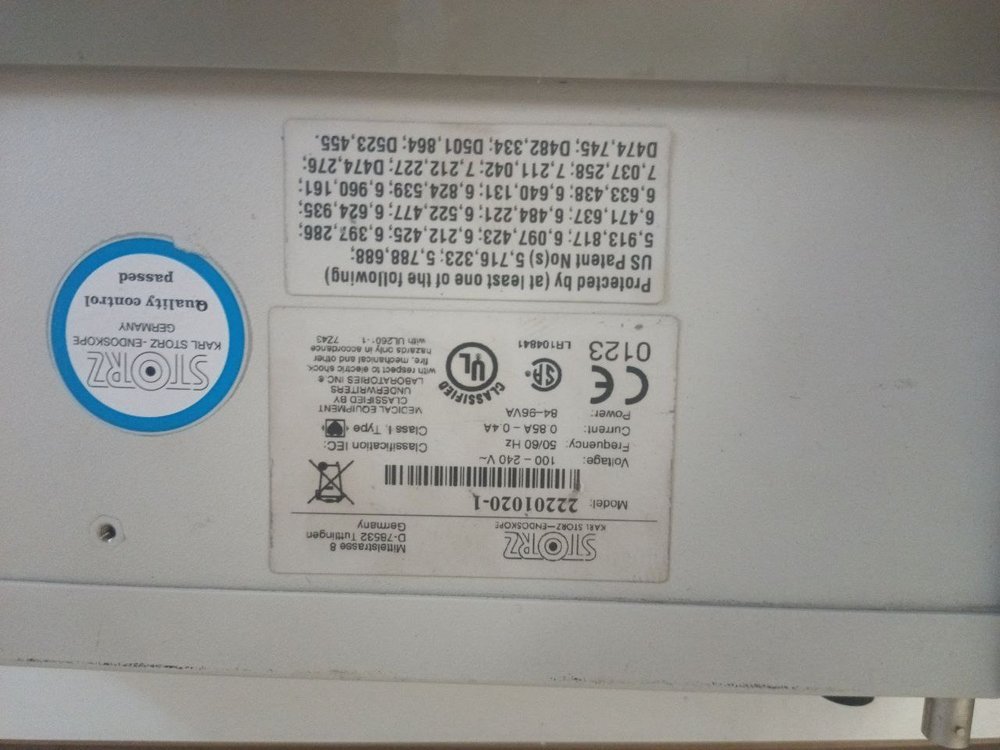 STORZ
KARL STORZ—ENDOSKOPE
Mittelstrasse 8
D-78532 Tuttlingen
Germany
Model: 22201020-1
Voltage: 100 – 240 V~
Frequency: 50/60 Hz
Current: 0.85A – 0.4A
Power: 84–96VA
Classification IEC:
Class I, Type
CE
0123
SA
LR104841
CLASSIFIED
UL
MEDICAL EQUIPMENT
CLASSIFIED BY
UNDERWRITERS
LABORATORIES INC.®
with respect to electric shock,
fire, mechanical and other
hazards only in accordance
with UL2601-1 7Z43
Protected by (at least one of the following)
US Patent No(s) 5,716,323; 5,788,688;
5,913,817; 6,097,423; 6,212,425; 6,397,286;
6,471,637; 6,484,221; 6,522,477; 6,624,935;
6,633,438; 6,640,131; 6,824,539; 6,960,161;
7,037,258; 7,211,042; 7,212,227; D474,276;
D474,745; D482,334; D501,864; D523,455.
STORZ
KARL STORZ - ENDOSKOPE
GERMANY
Quality control
passed